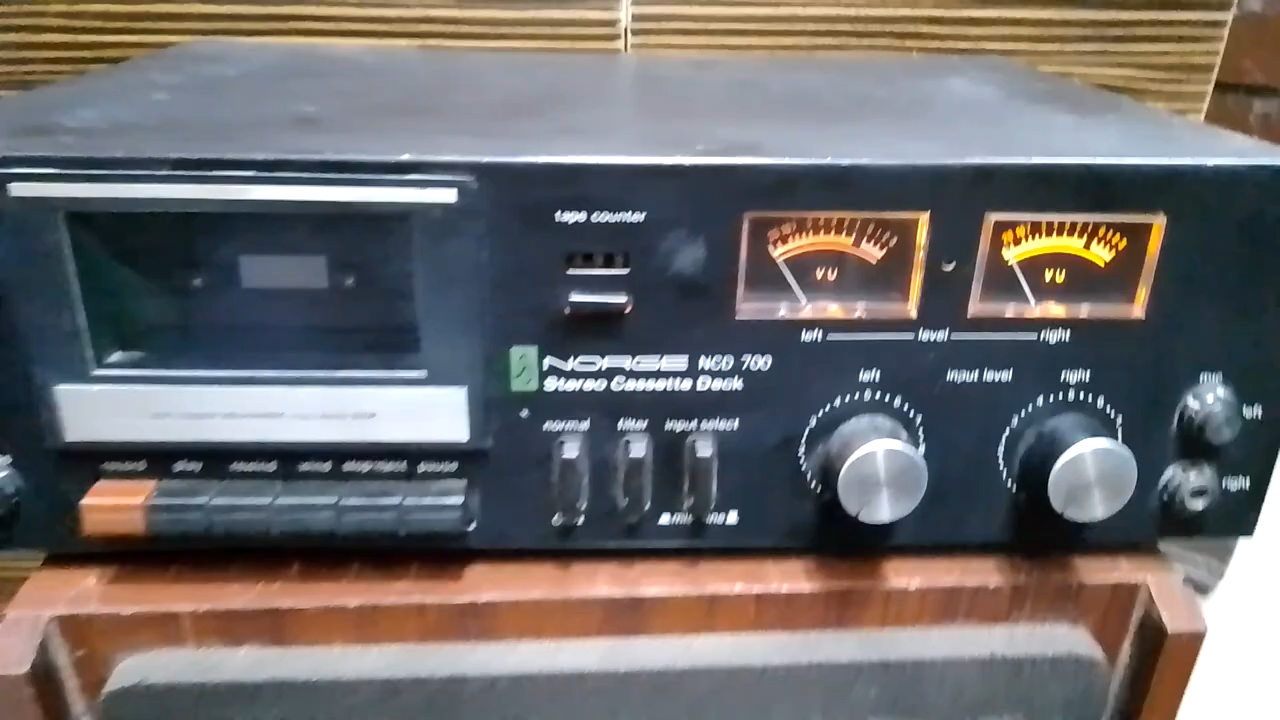 tape counter
VU
VU
left level right
NORGE NCD 700
Stereo Cassette Deck
left input level right
normal filter input select
mic
left
right
record play rewind wind stop/eject pause